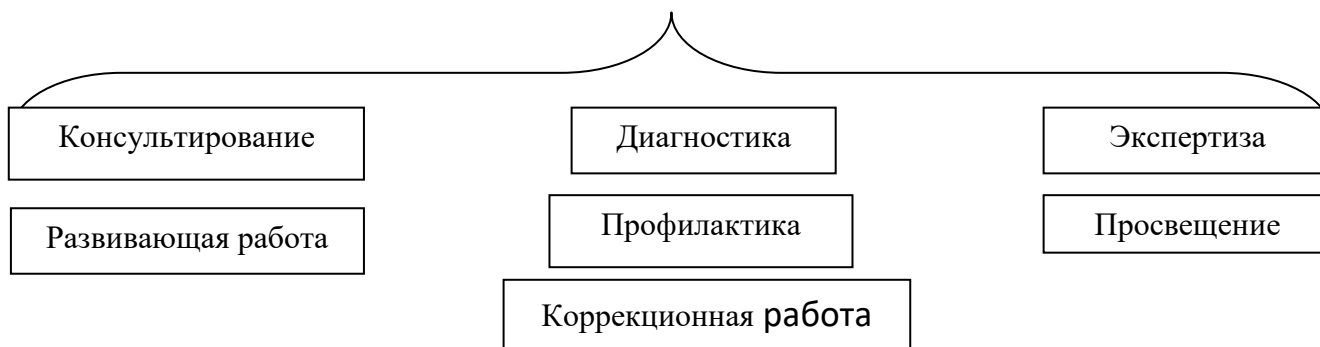 Консультирование
Диагностика
Экспертиза
Развивающая работа
Профилактика
Просвещение
Коррекционная работа